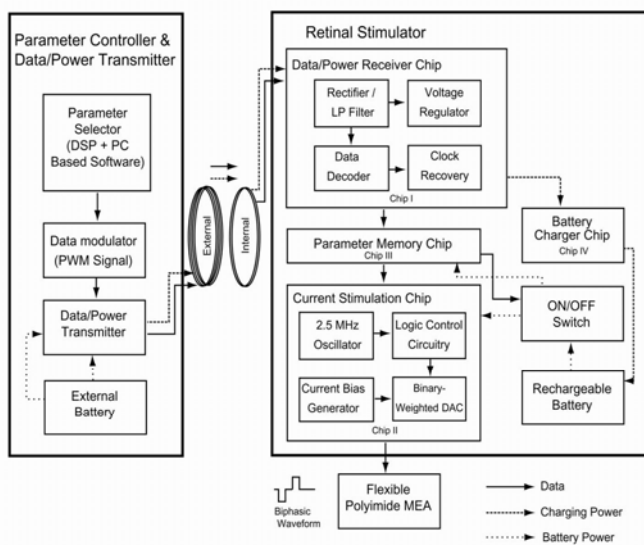 Parameter Controller &
Data/Power Transmitter
Parameter
Selector
(DSP + PC
Based Software)
Data modulator
(PWM Signal)
Data/Power
Transmitter
External
Battery
External
Internal
Retinal Stimulator
Data/Power Receiver Chip
Rectifier /
LP Filter
Voltage
Regulator
Data
Decoder
Clock
Recovery
Chip I
Parameter Memory Chip
Chip III
Battery
Charger Chip
Chip IV
Current Stimulation Chip
2.5 MHz
Oscillator
Logic Control
Circuitry
Current Bias
Generator
Binary-
Weighted DAC
Chip II
ON/OFF
Switch
Rechargeable
Battery
Biphasic
Waveform
Flexible
Polyimide MEA
Data
Charging Power
Battery Power